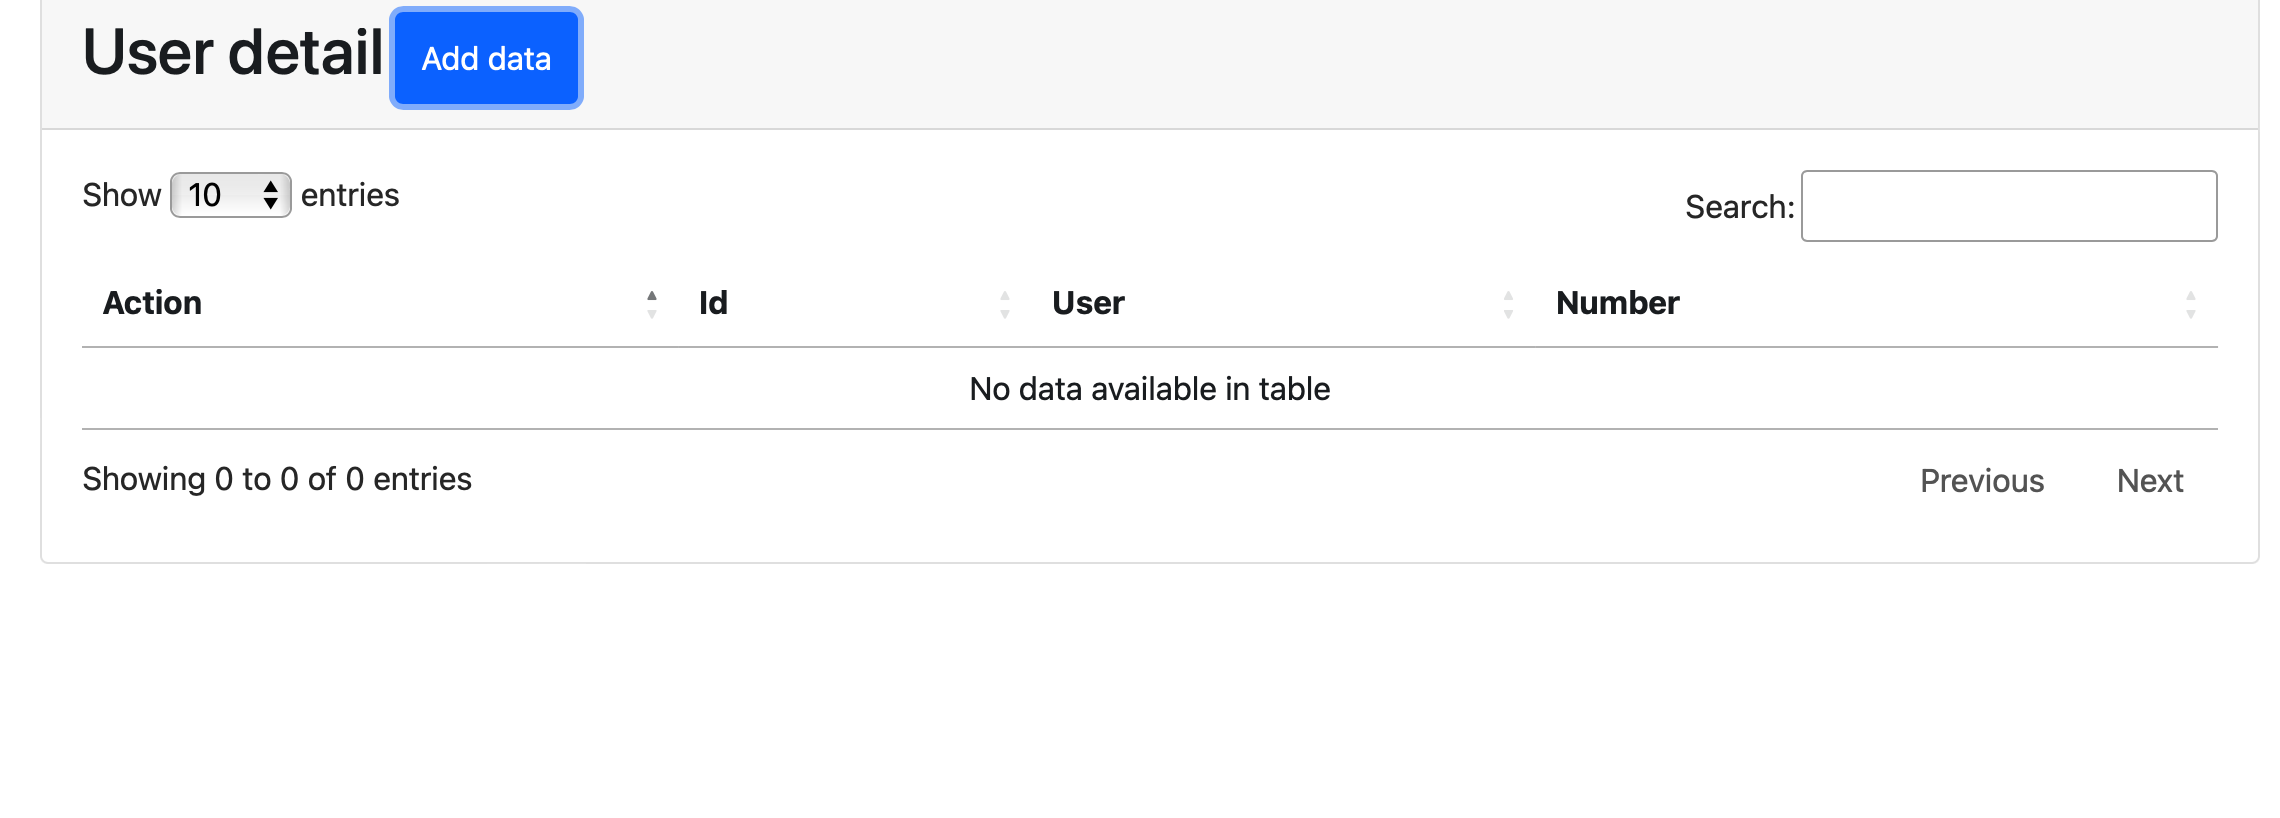 User detail Add data
Show 10 entries Search:
Action Id User Number
No data available in table
Showing 0 to 0 of 0 entries Previous Next